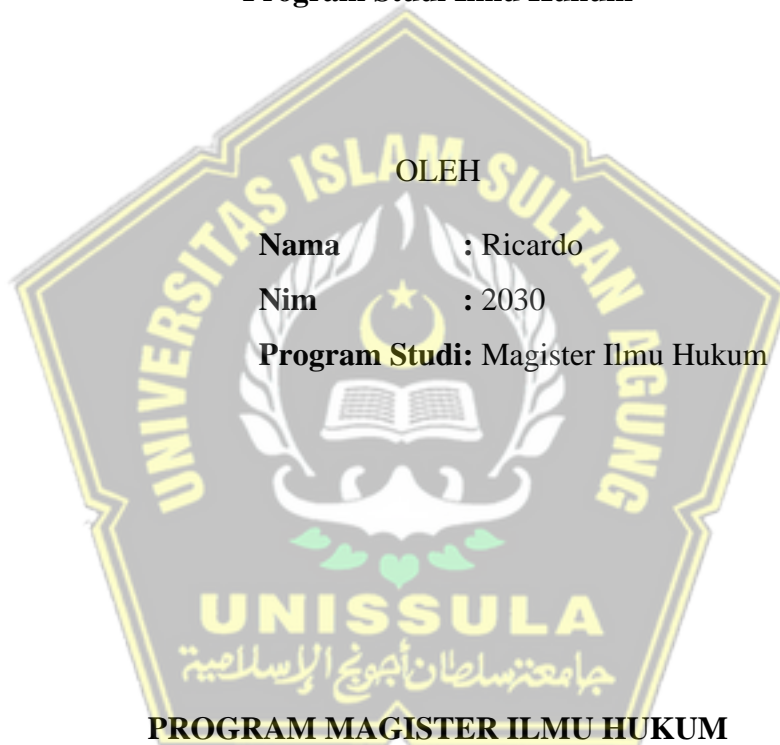 OLEH
Nama : Ricardo
Nim : 2030
Program Studi: Magister Ilmu Hukum
UNIVERSITAS ISLAM SULTAN AGUNG
UNISSULA
جامعة سلطان أجونج الإسلامية
PROGRAM MAGISTER ILMU HUKUM